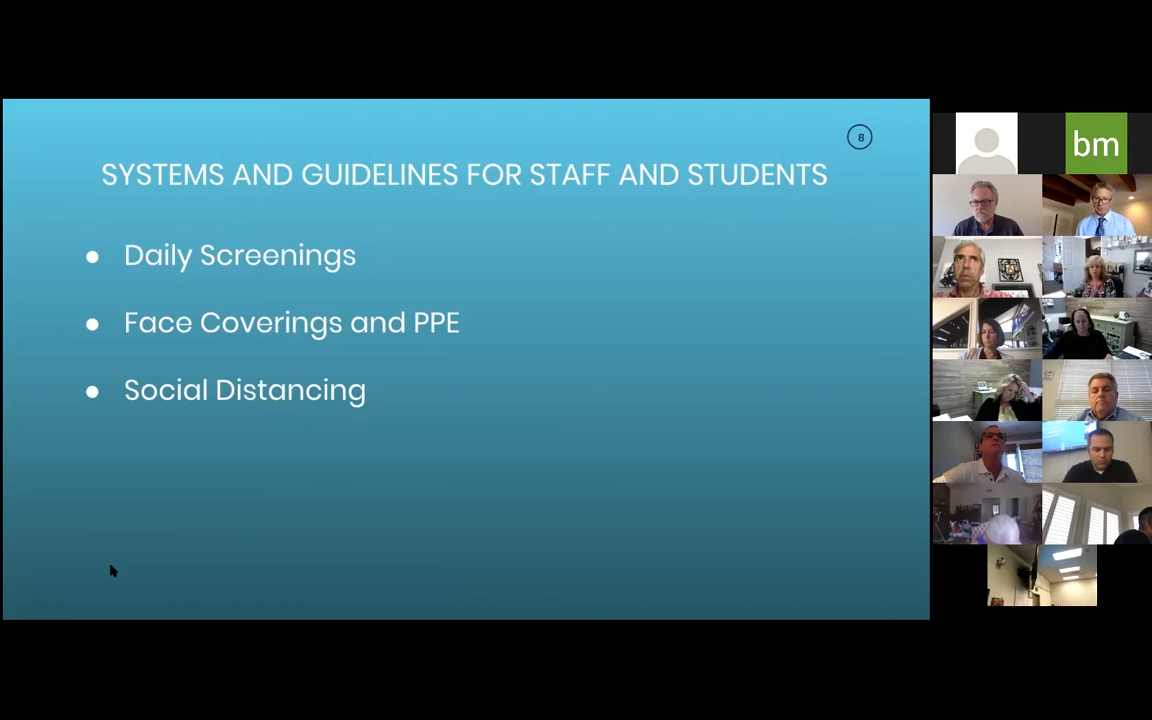 8
SYSTEMS AND GUIDELINES FOR STAFF AND STUDENTS
● Daily Screenings
● Face Coverings and PPE
● Social Distancing
bm